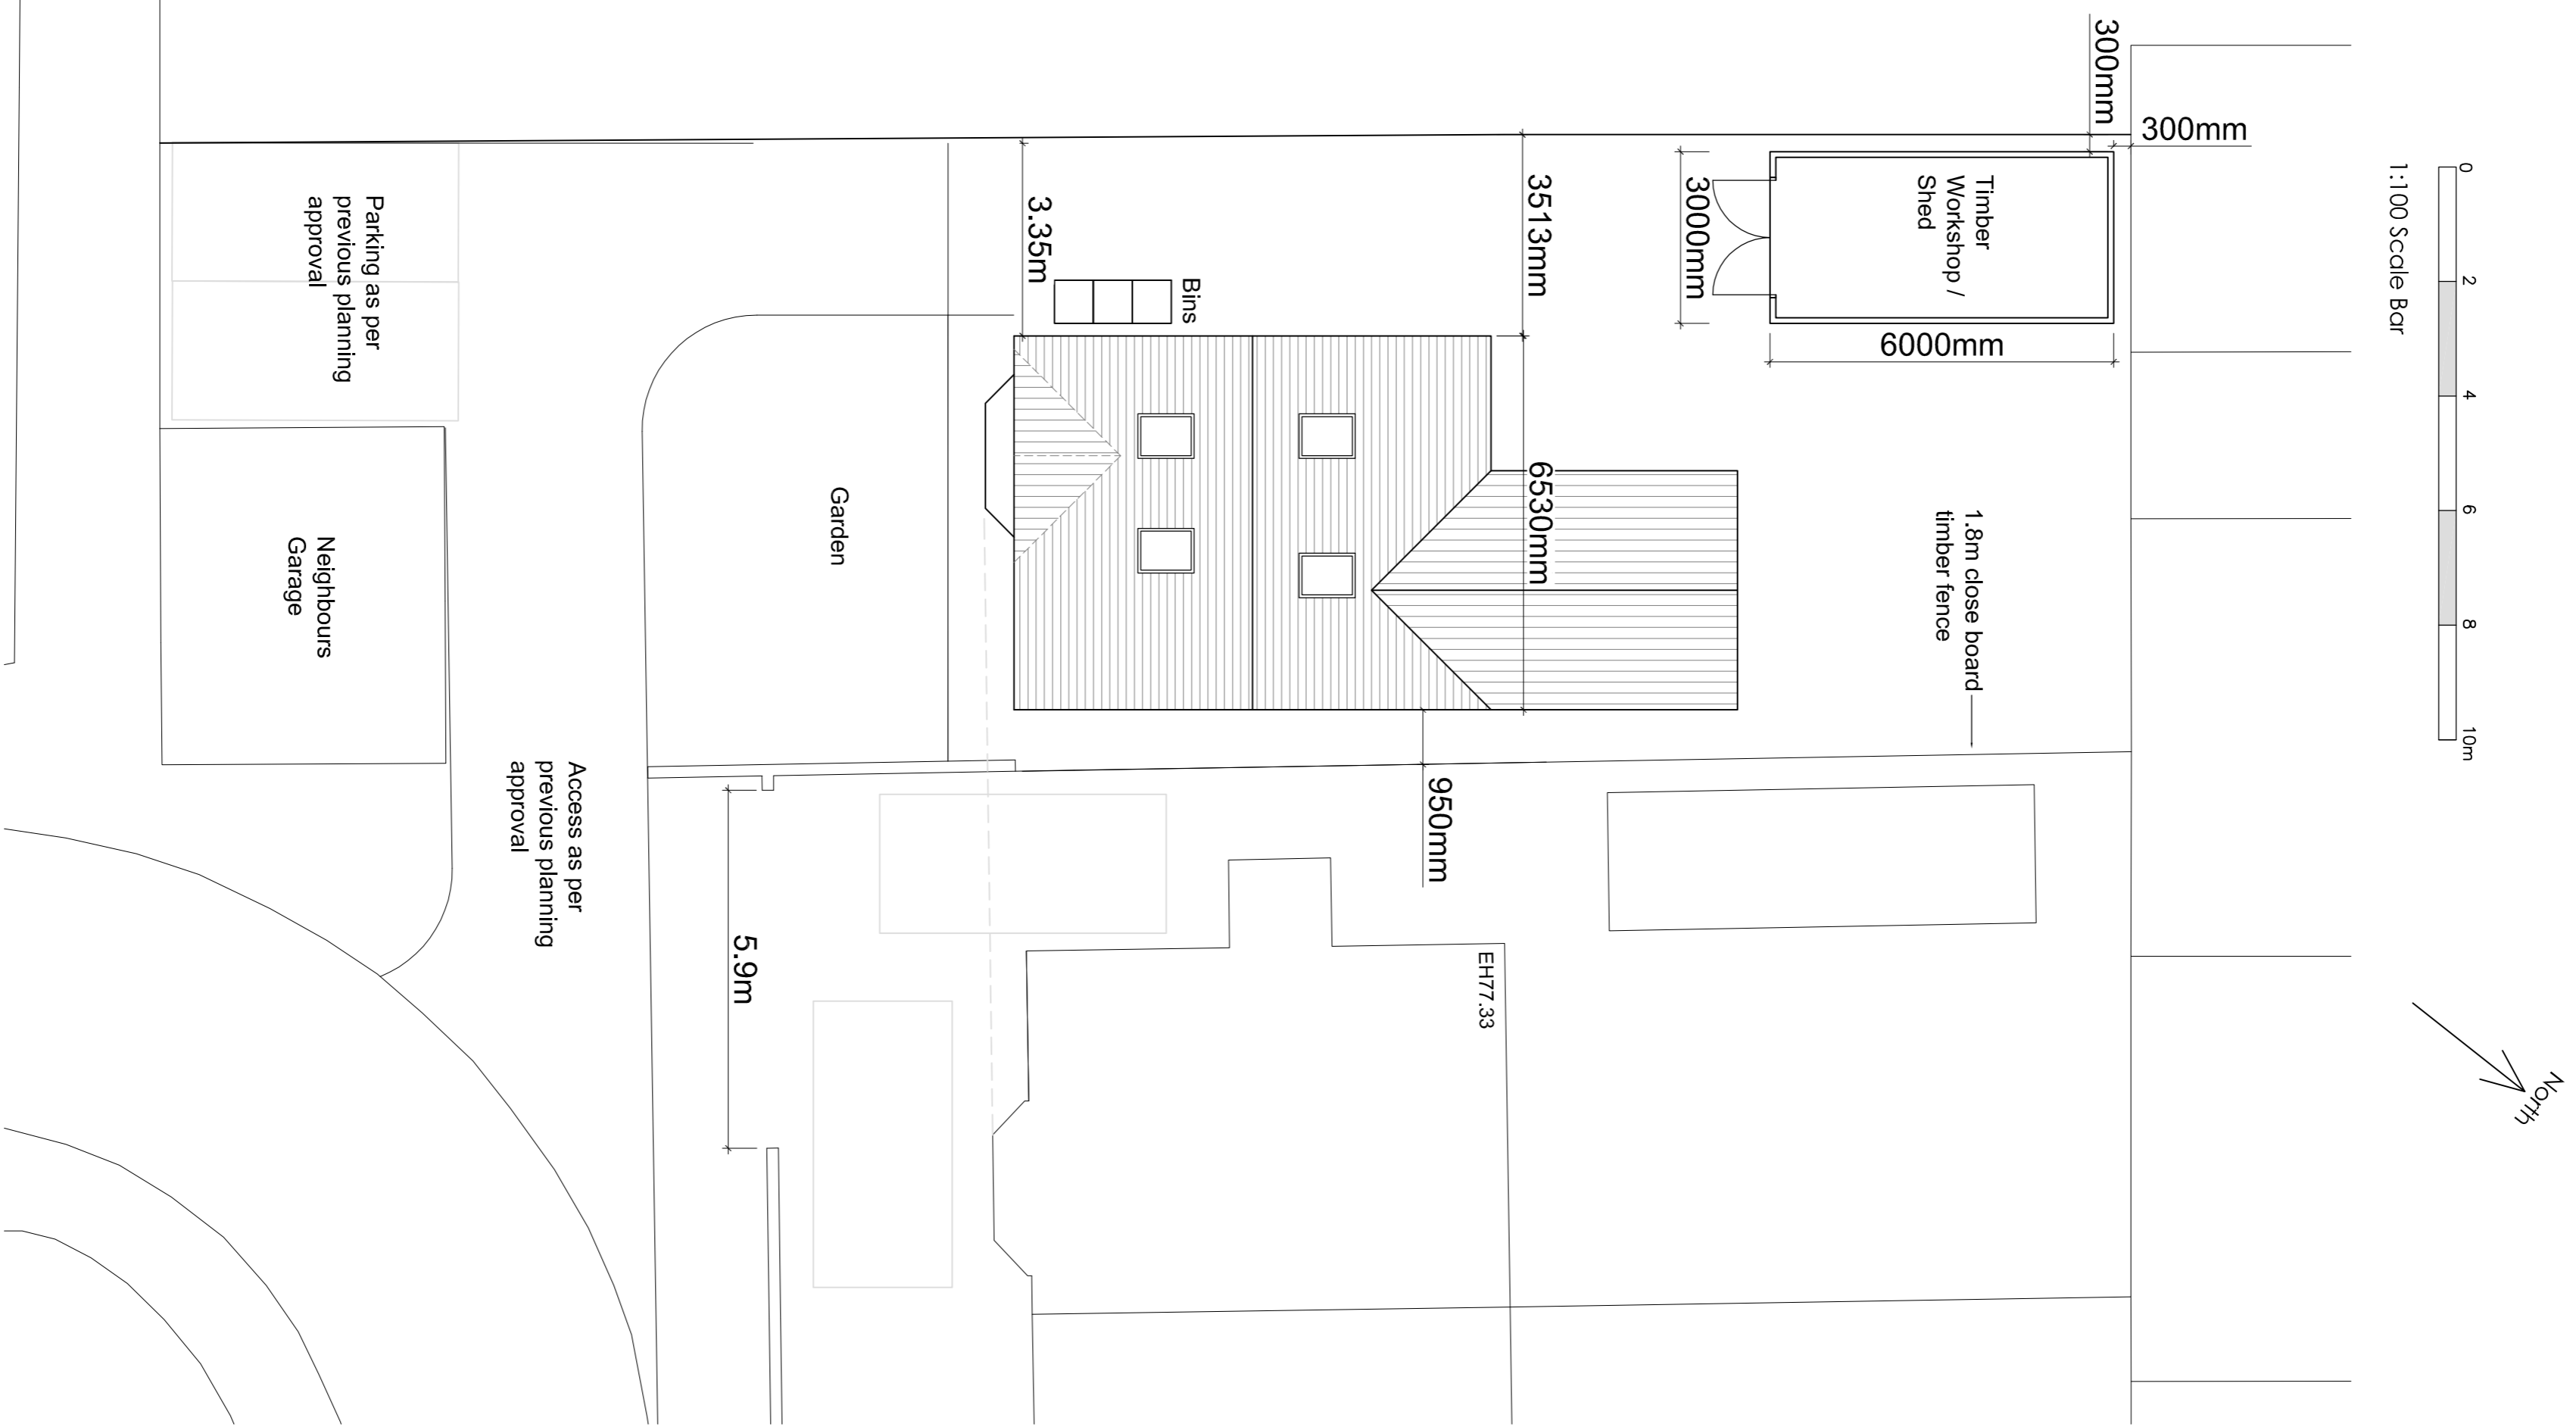 300mm
300mm
1:100 Scale Bar
0
2
4
6
8
10m
North
Timber
Workshop /
Shed
3000mm
6000mm
3513mm
6530mm
3.35m
Bins
1.8m close board
timber fence
950mm
EH77.33
Garden
5.9m
Parking as per
previous planning
approval
Neighbours
Garage
Access as per
previous planning
approval